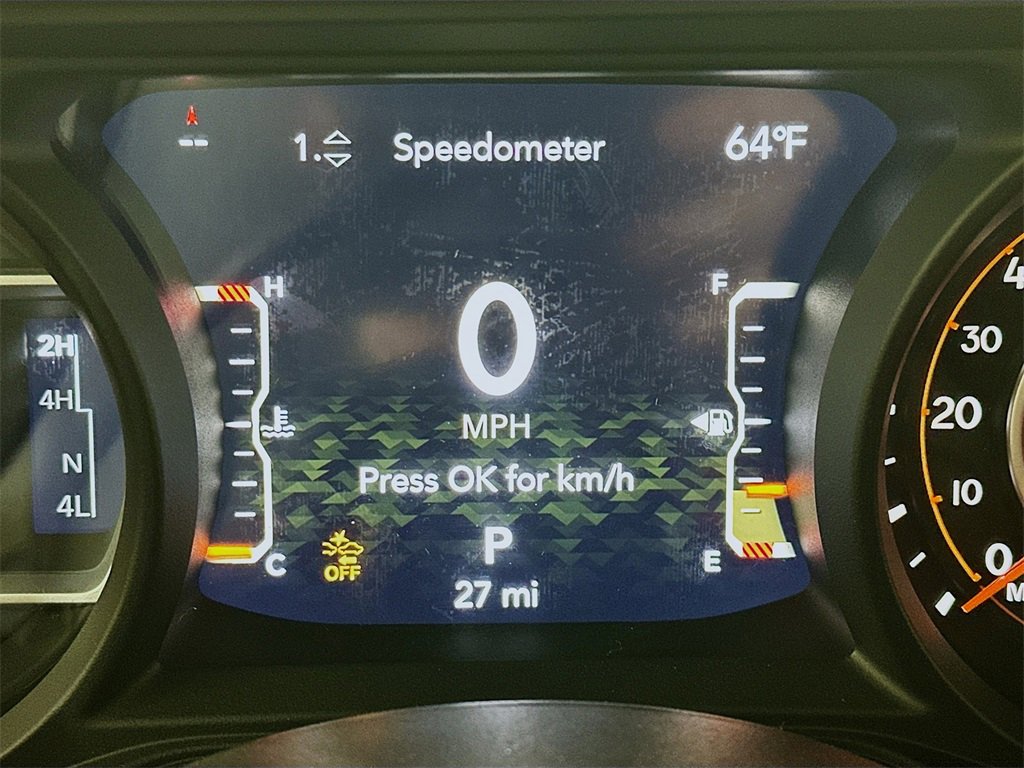 --
1. Speedometer 64°F
H
F
2H
4H
N
4L
0
MPH
Press OK for km/h
C
OFF
P
E
27 mi
4
30
20
10
0
M